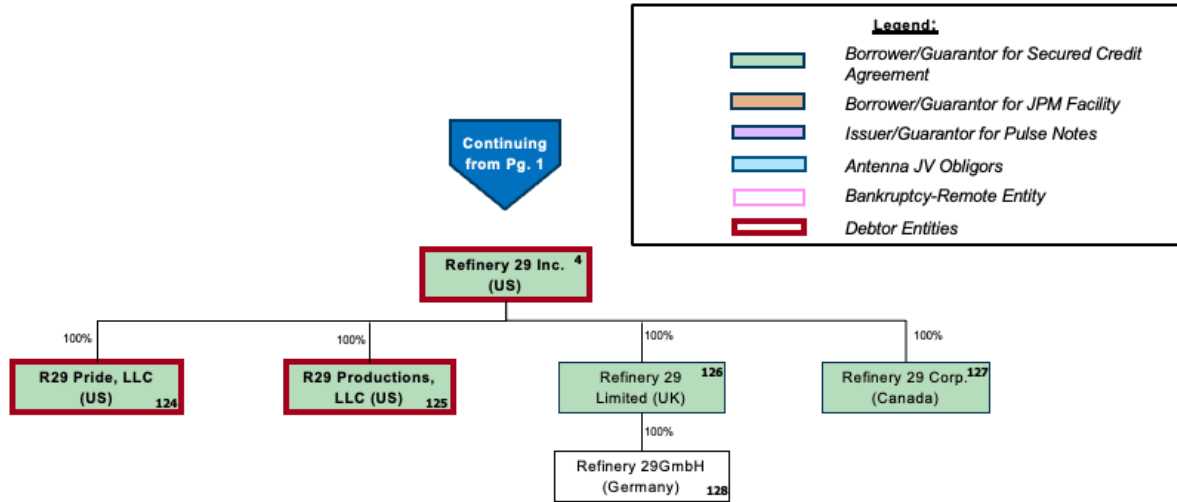 Legend:
Borrower/Guarantor for Secured Credit
Agreement
Borrower/Guarantor for JPM Facility
Issuer/Guarantor for Pulse Notes
Antenna JV Obligors
Bankruptcy-Remote Entity
Debtor Entities
Continuing
from Pg. 1
Refinery 29 Inc. 4
(US)
100%
100%
100%
100%
R29 Pride, LLC
(US) 124
R29 Productions,
LLC (US) 125
Refinery 29 126
Limited (UK)
Refinery 29 Corp. 127
(Canada)
100%
Refinery 29GmbH
(Germany) 128